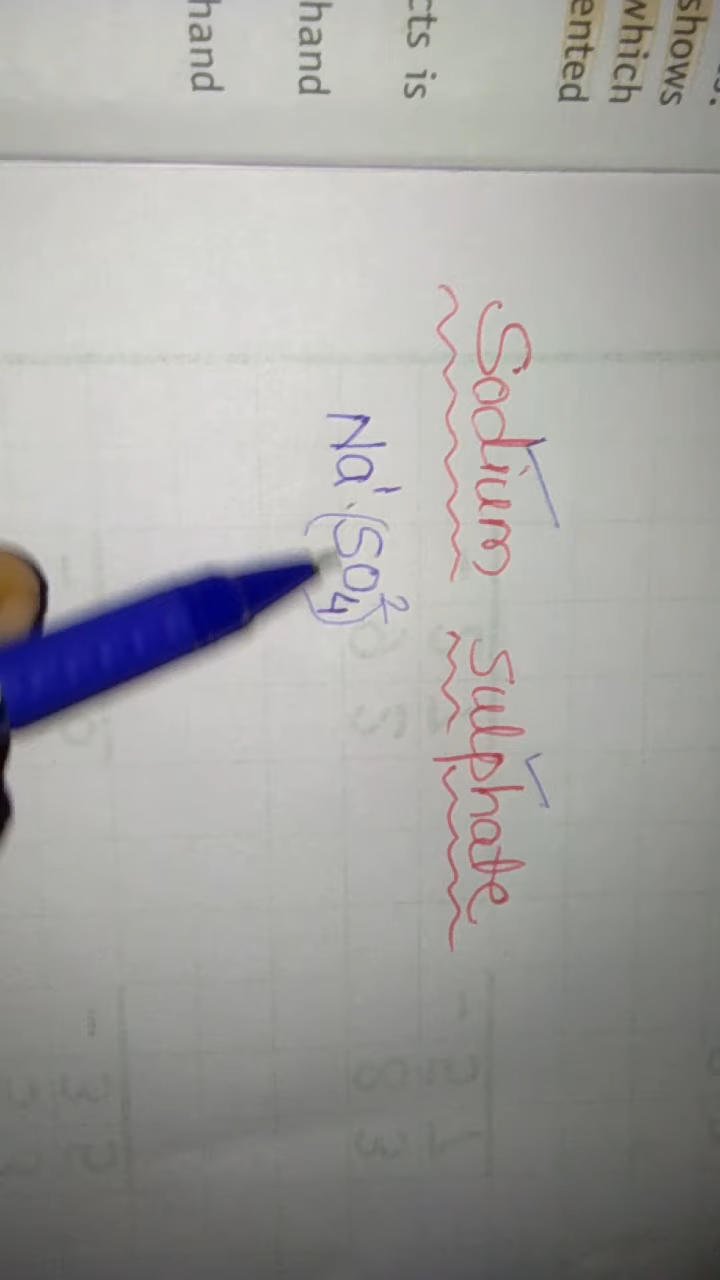 shows
which
ented
cts is
hand
hand
Sodium Sulphate
Na¹ (SO₄)²